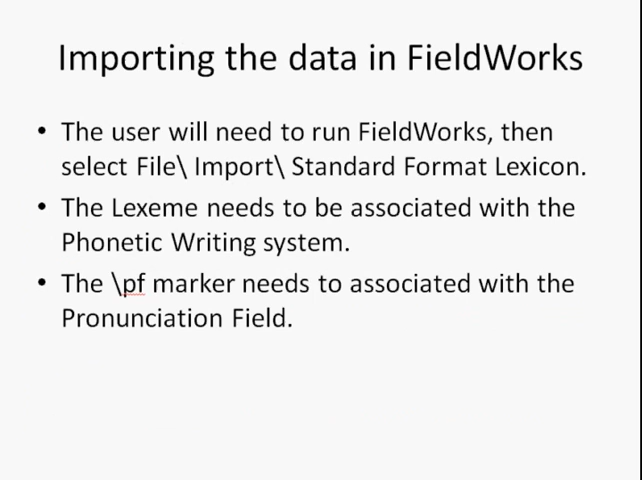 Importing the data in FieldWorks
• The user will need to run FieldWorks, then
select File\ Import\ Standard Format Lexicon.
• The Lexeme needs to be associated with the
Phonetic Writing system.
• The \pf marker needs to associated with the
Pronunciation Field.